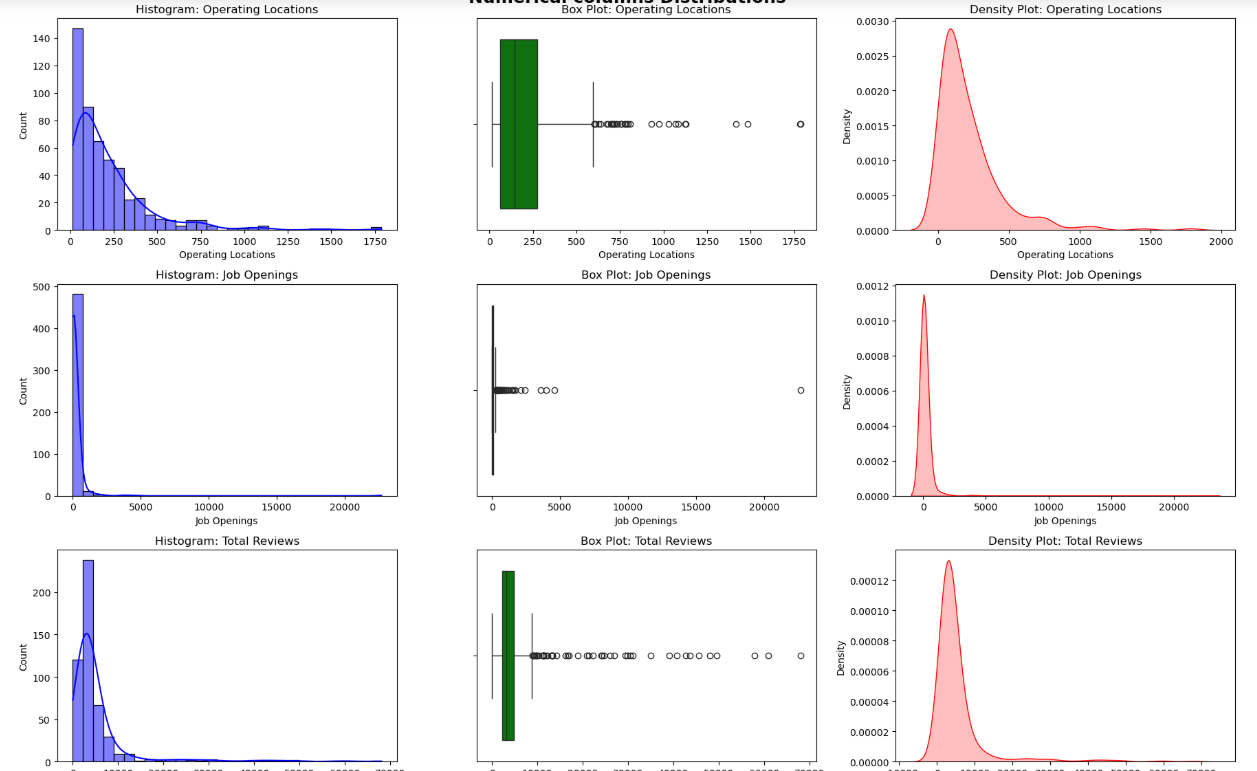 Numerical columns Distributions
Histogram: Operating Locations
Box Plot: Operating Locations
Density Plot: Operating Locations
140
120
100
80
60
40
20
0
Count
0 250 500 750 1000 1250 1500 1750
Operating Locations
0 250 500 750 1000 1250 1500 1750
Operating Locations
0.0030
0.0025
0.0020
0.0015
0.0010
0.0005
0.0000
Density
0 500 1000 1500 2000
Operating Locations
Histogram: Job Openings
Box Plot: Job Openings
Density Plot: Job Openings
500
400
300
200
100
0
Count
0 5000 10000 15000 20000
Job Openings
0 5000 10000 15000 20000
Job Openings
0.0012
0.0010
0.0008
0.0006
0.0004
0.0002
0.0000
Density
0 5000 10000 15000 20000
Job Openings
Histogram: Total Reviews
Box Plot: Total Reviews
Density Plot: Total Reviews
200
150
100
50
0
Count
0.00012
0.00010
0.00008
0.00006
0.00004
0.00002
0.00000
Density